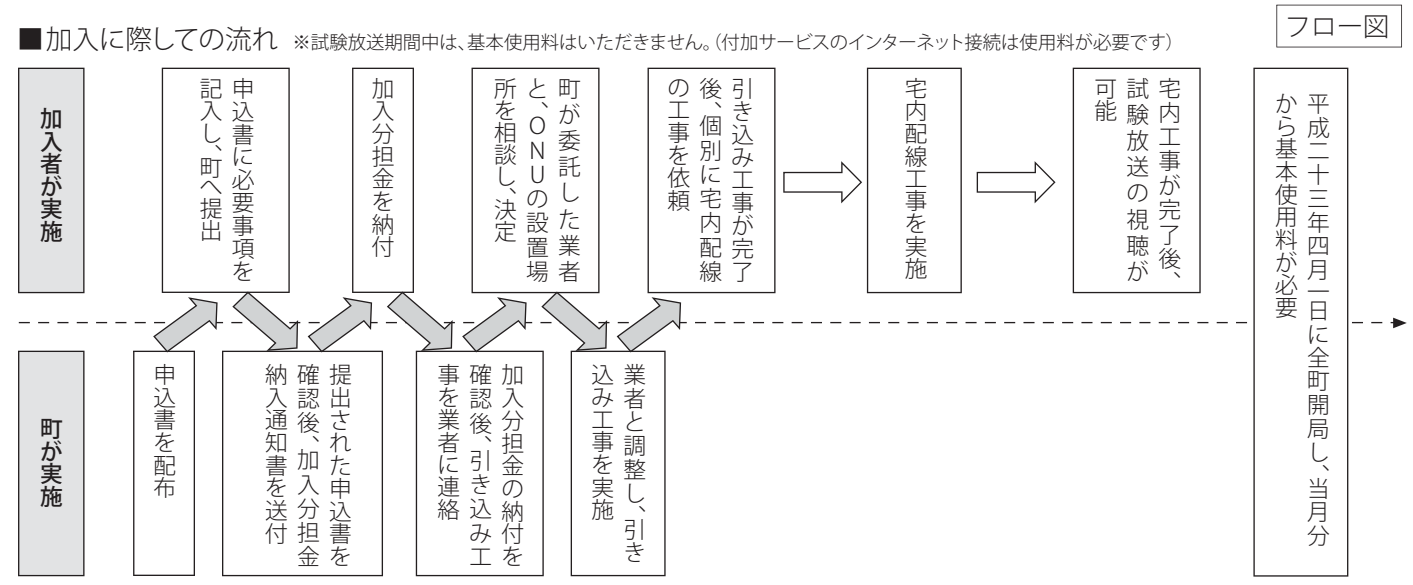 フロー図
■加入に際しての流れ ※試験放送期間中は、基本使用料はいただきません。（付加サービスのインターネット接続は使用料が必要です）
加入者が実施
申込書に必要事項を
記入し、町へ提出
加入分担金を納付
町が委託した業者
と、ＯＮＵの設置場
所を相談し、決定
引き込み工事が完了
後、個別に宅内配線
の工事を依頼
宅内配線工事を実施
宅内工事が完了後、
試験放送の視聴が
可能
平成二十三年四月一日に全町開局し、当月分
から基本使用料が必要
町が実施
申込書を配布
提出された申込書を
確認後、加入分担金
納入通知書を送付
加入分担金の納付を
確認後、引き込み工
事を業者に連絡
業者と調整し、引き
込み工事を実施